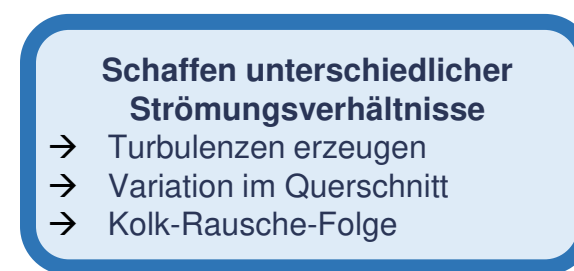 Schaffen unterschiedlicher
Strömungsverhältnisse
→ Turbulenzen erzeugen
→ Variation im Querschnitt
→ Kolk-Rausche-Folge